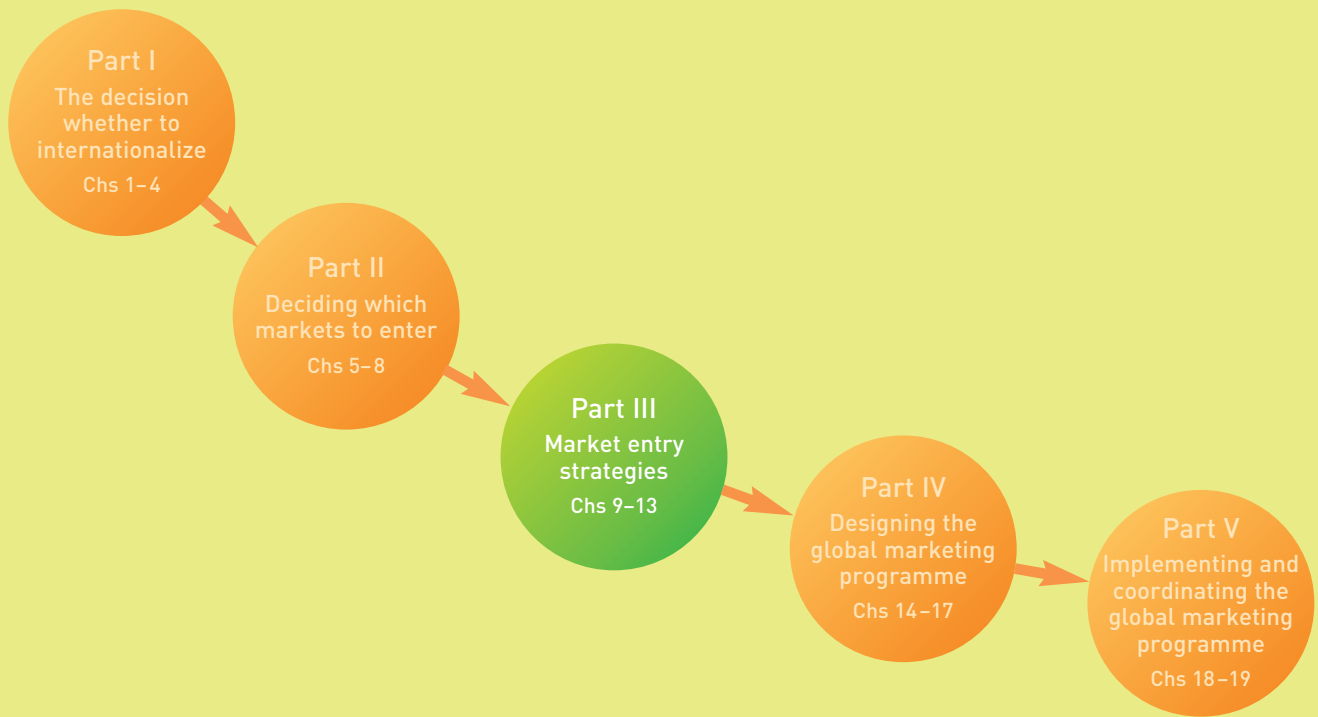 Part I
The decision
whether to
internationalize
Chs 1–4
Part II
Deciding which
markets to enter
Chs 5–8
Part III
Market entry
strategies
Chs 9–13
Part IV
Designing the
global marketing
programme
Chs 14–17
Part V
Implementing and
coordinating the
global marketing
programme
Chs 18–19